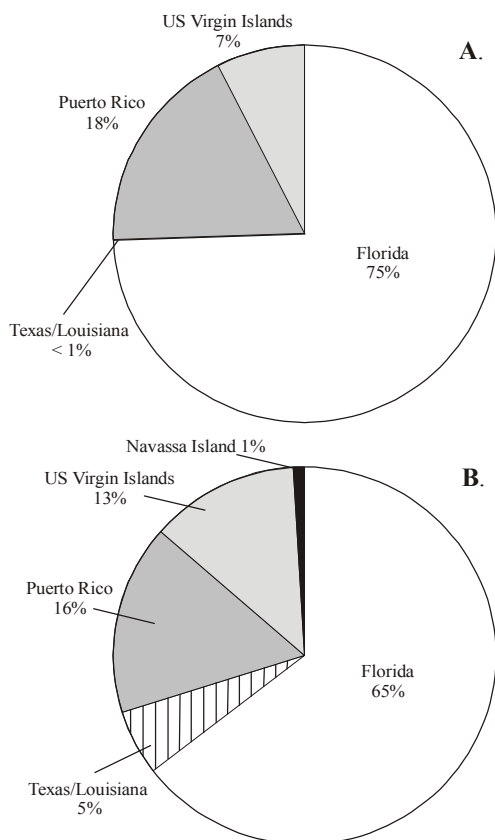 US Virgin Islands
7%
A.
Puerto Rico
18%
Florida
75%
Texas/Louisiana
< 1%
Navassa Island 1%
US Virgin Islands
13%
B.
Puerto Rico
16%
Florida
65%
Texas/Louisiana
5%